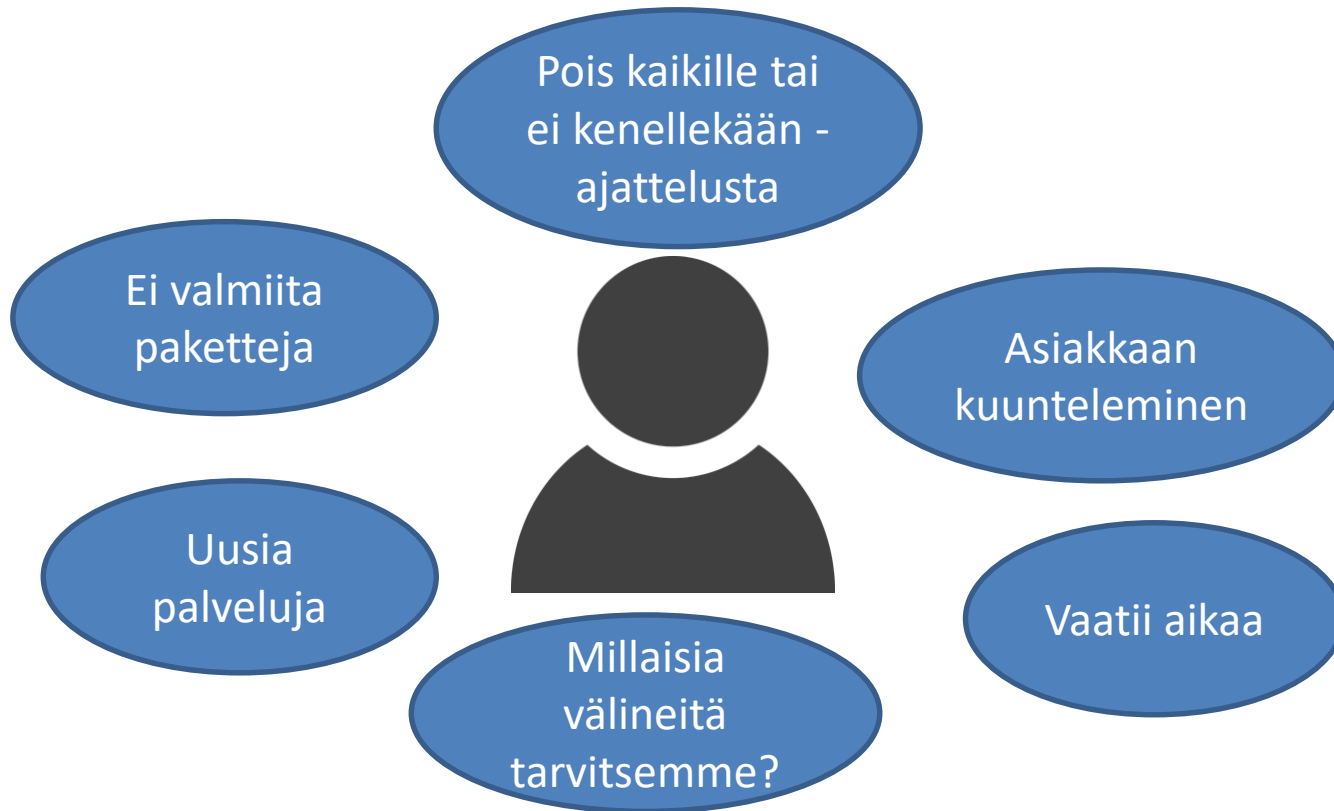 Pois kaikille tai
ei kenellekään -
ajattelusta
Ei valmiita
paketteja
Asiakkaan
kuunteleminen
Uusia
palveluja
Vaatii aikaa
Millaisia
välineitä
tarvitsemme?